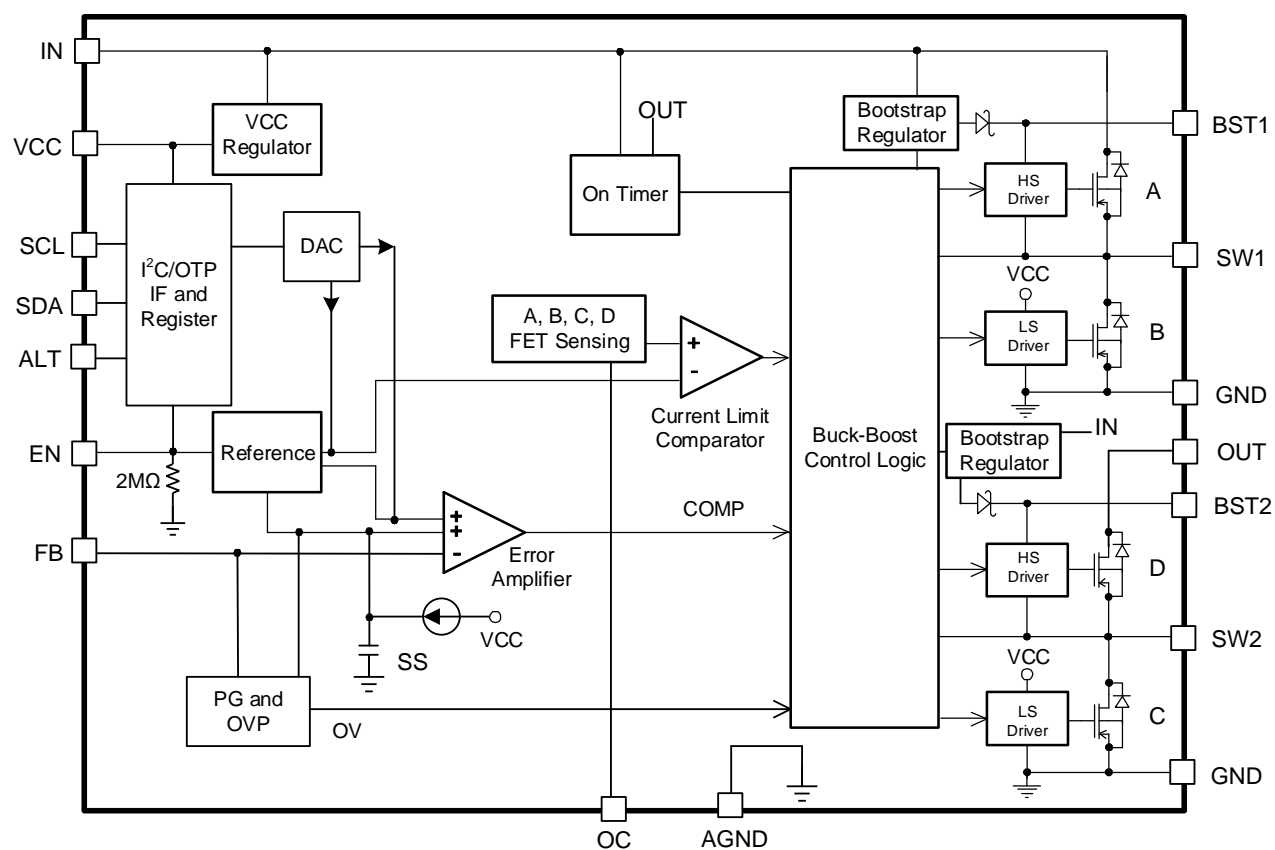 IN
VCC
Regulator
VCC
OUT
On Timer
Bootstrap
Regulator
BST1
HS
Driver
A
SCL
DAC
SW1
I²C/OTP
IF and
Register
SDA
VCC
A, B, C, D
FET Sensing
+
-
LS
Driver
B
ALT
GND
Current Limit
Comparator
Buck-Boost
Control Logic
Bootstrap
Regulator
IN
OUT
EN
Reference
2MΩ
BST2
COMP
+
+
-
FB
Error
Amplifier
HS
Driver
D
VCC
SS
SW2
VCC
PG and
OVP
OV
LS
Driver
C
GND
OC
AGND